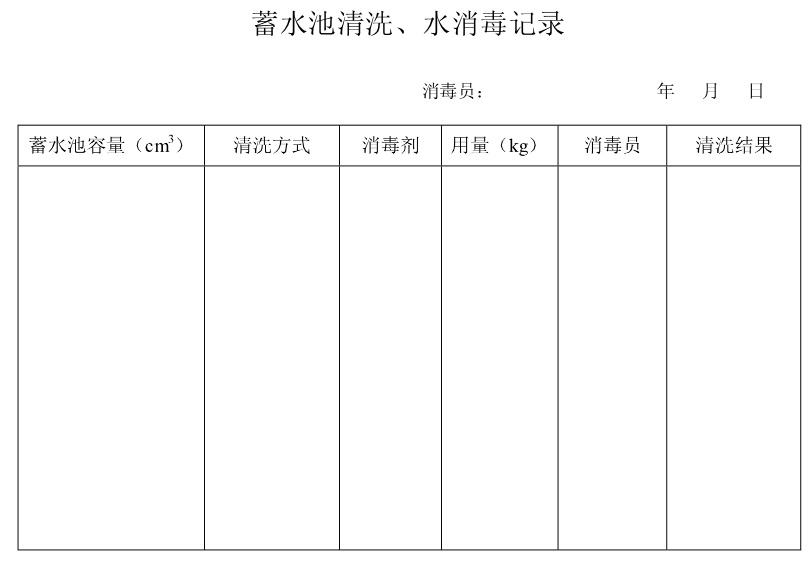 蓄水池清洗、水消毒记录
消毒员： 年 月 日
蓄水池容量（cm³） 清洗方式 消毒剂 用量（kg） 消毒员 清洗结果